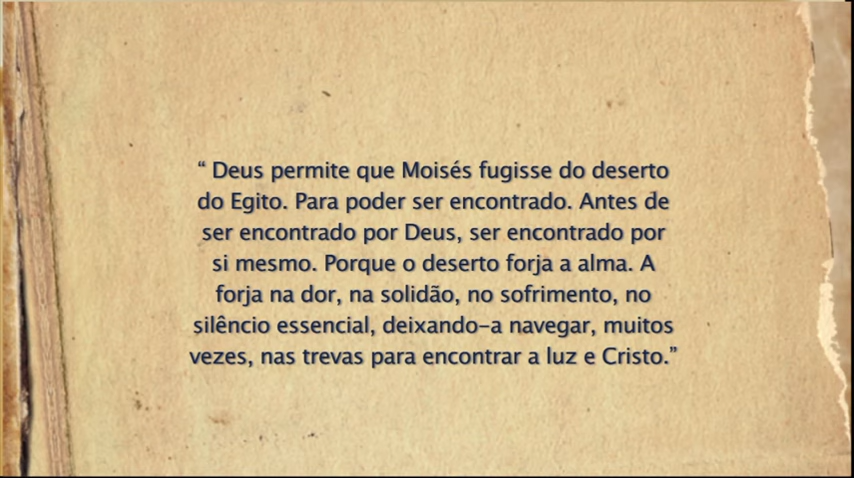 “ Deus permite que Moisés fugisse do deserto
do Egito. Para poder ser encontrado. Antes de
ser encontrado por Deus, ser encontrado por
si mesmo. Porque o deserto forja a alma. A
forja na dor, na solidão, no sofrimento, no
silêncio essencial, deixando-a navegar, muitos
vezes, nas trevas para encontrar a luz e Cristo.”